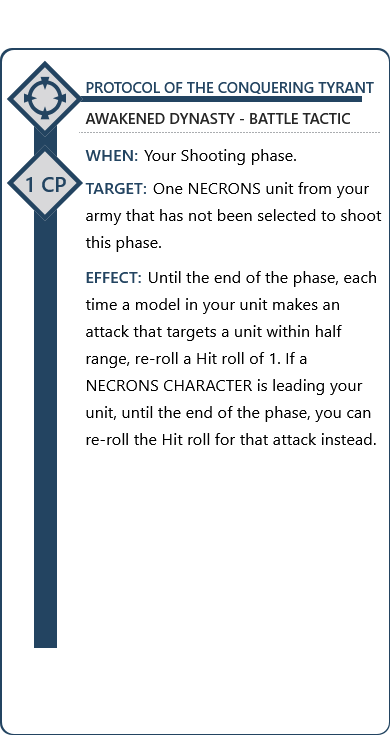 PROTOCOL OF THE CONQUERING TYRANT
AWAKENED DYNASTY - BATTLE TACTIC
WHEN: Your Shooting phase.
1 CP
TARGET: One NECRONS unit from your
army that has not been selected to shoot
this phase.
EFFECT: Until the end of the phase, each
time a model in your unit makes an
attack that targets a unit within half
range, re-roll a Hit roll of 1. If a
NECRONS CHARACTER is leading your
unit, until the end of the phase, you can
re-roll the Hit roll for that attack instead.